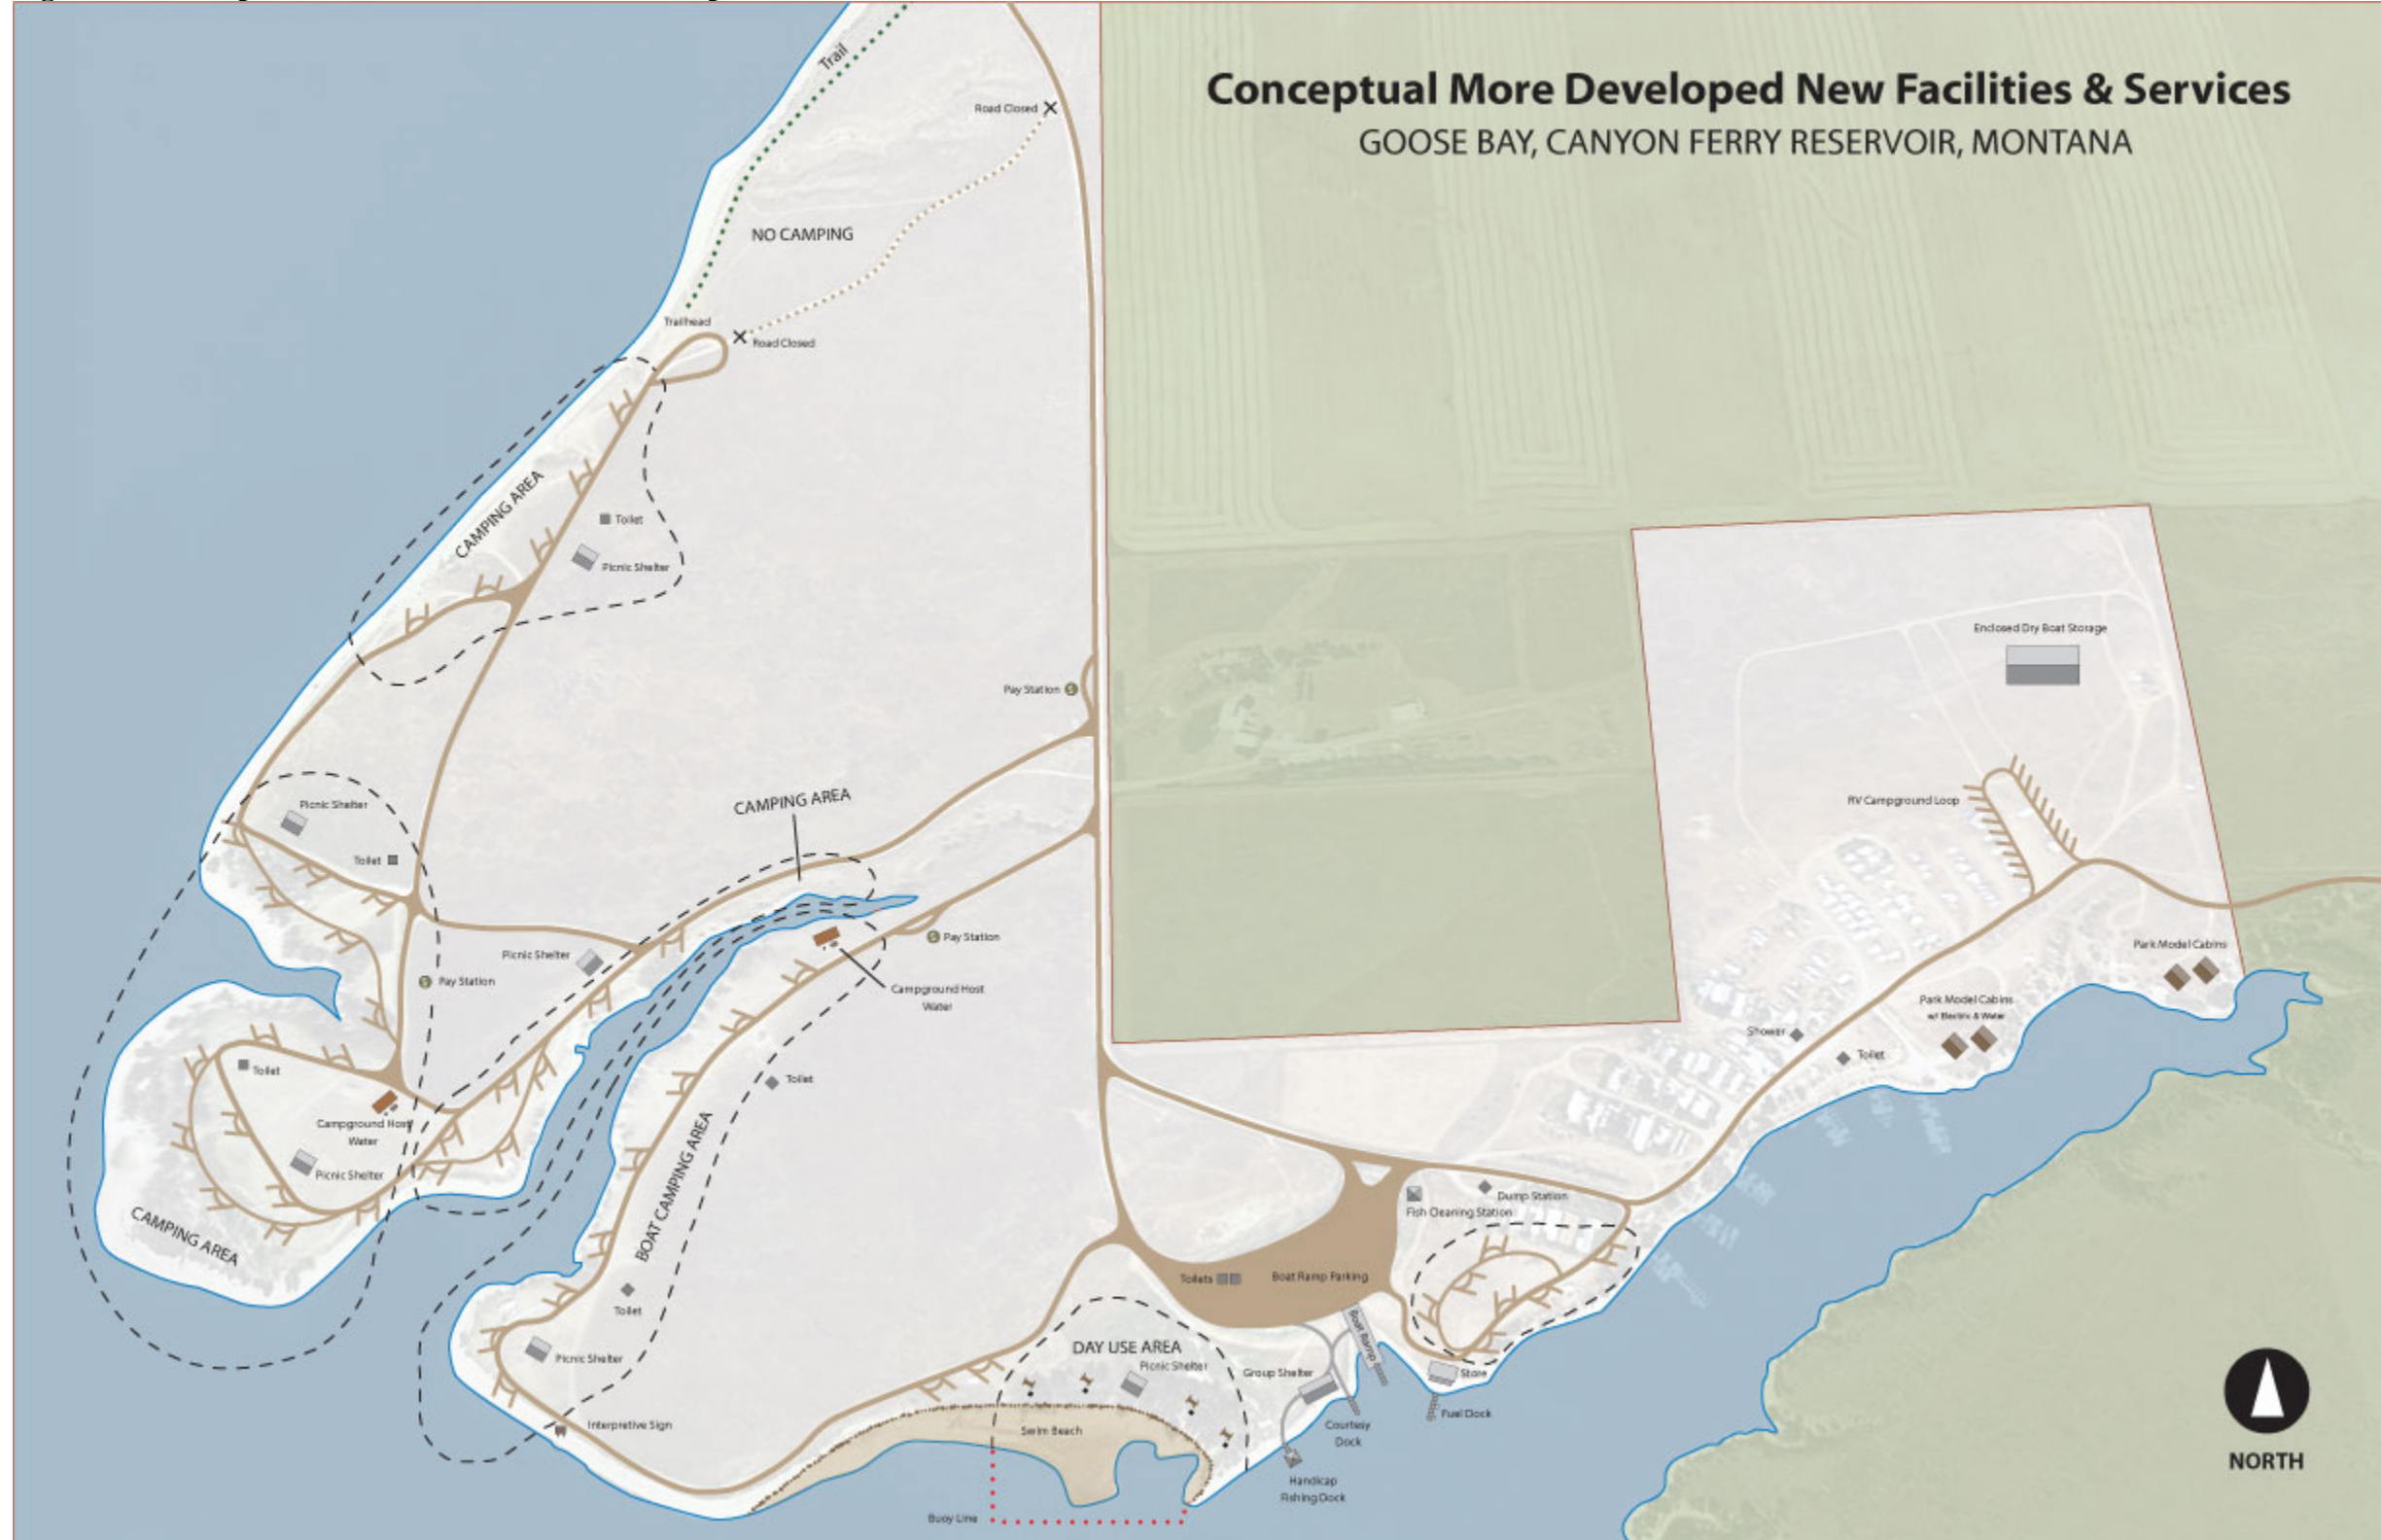 Conceptual More Developed New Facilities & Services
GOOSE BAY, CANYON FERRY RESERVOIR, MONTANA
Trail
Road Closed
NO CAMPING
Trailhead
Road Closed
CAMPING AREA
Toilet
Picnic Shelter
Enclosed Dry Boat Storage
Pay Station
RV Campground Loop
CAMPING AREA
Picnic Shelter
Toilet
Pay Station
Picnic Shelter
Pay Station
Campground Host
Water
Park Model Cabins
Park Model Cabins
w/ Electric & Water
Shower
Toilet
Toilet
Toilet
Campground Host
Water
Picnic Shelter
CAMPING AREA
BOAT CAMPING AREA
Toilet
Picnic Shelter
Interpretive Sign
Dump Station
Fish Cleaning Station
Toilets
Boat Ramp Parking
Boat Ramp
DAY USE AREA
Picnic Shelter
Group Shelter
Store
Fuel Dock
Courtesy
Dock
Swim Beach
Handicap
Fishing Dock
Buoy Line
NORTH